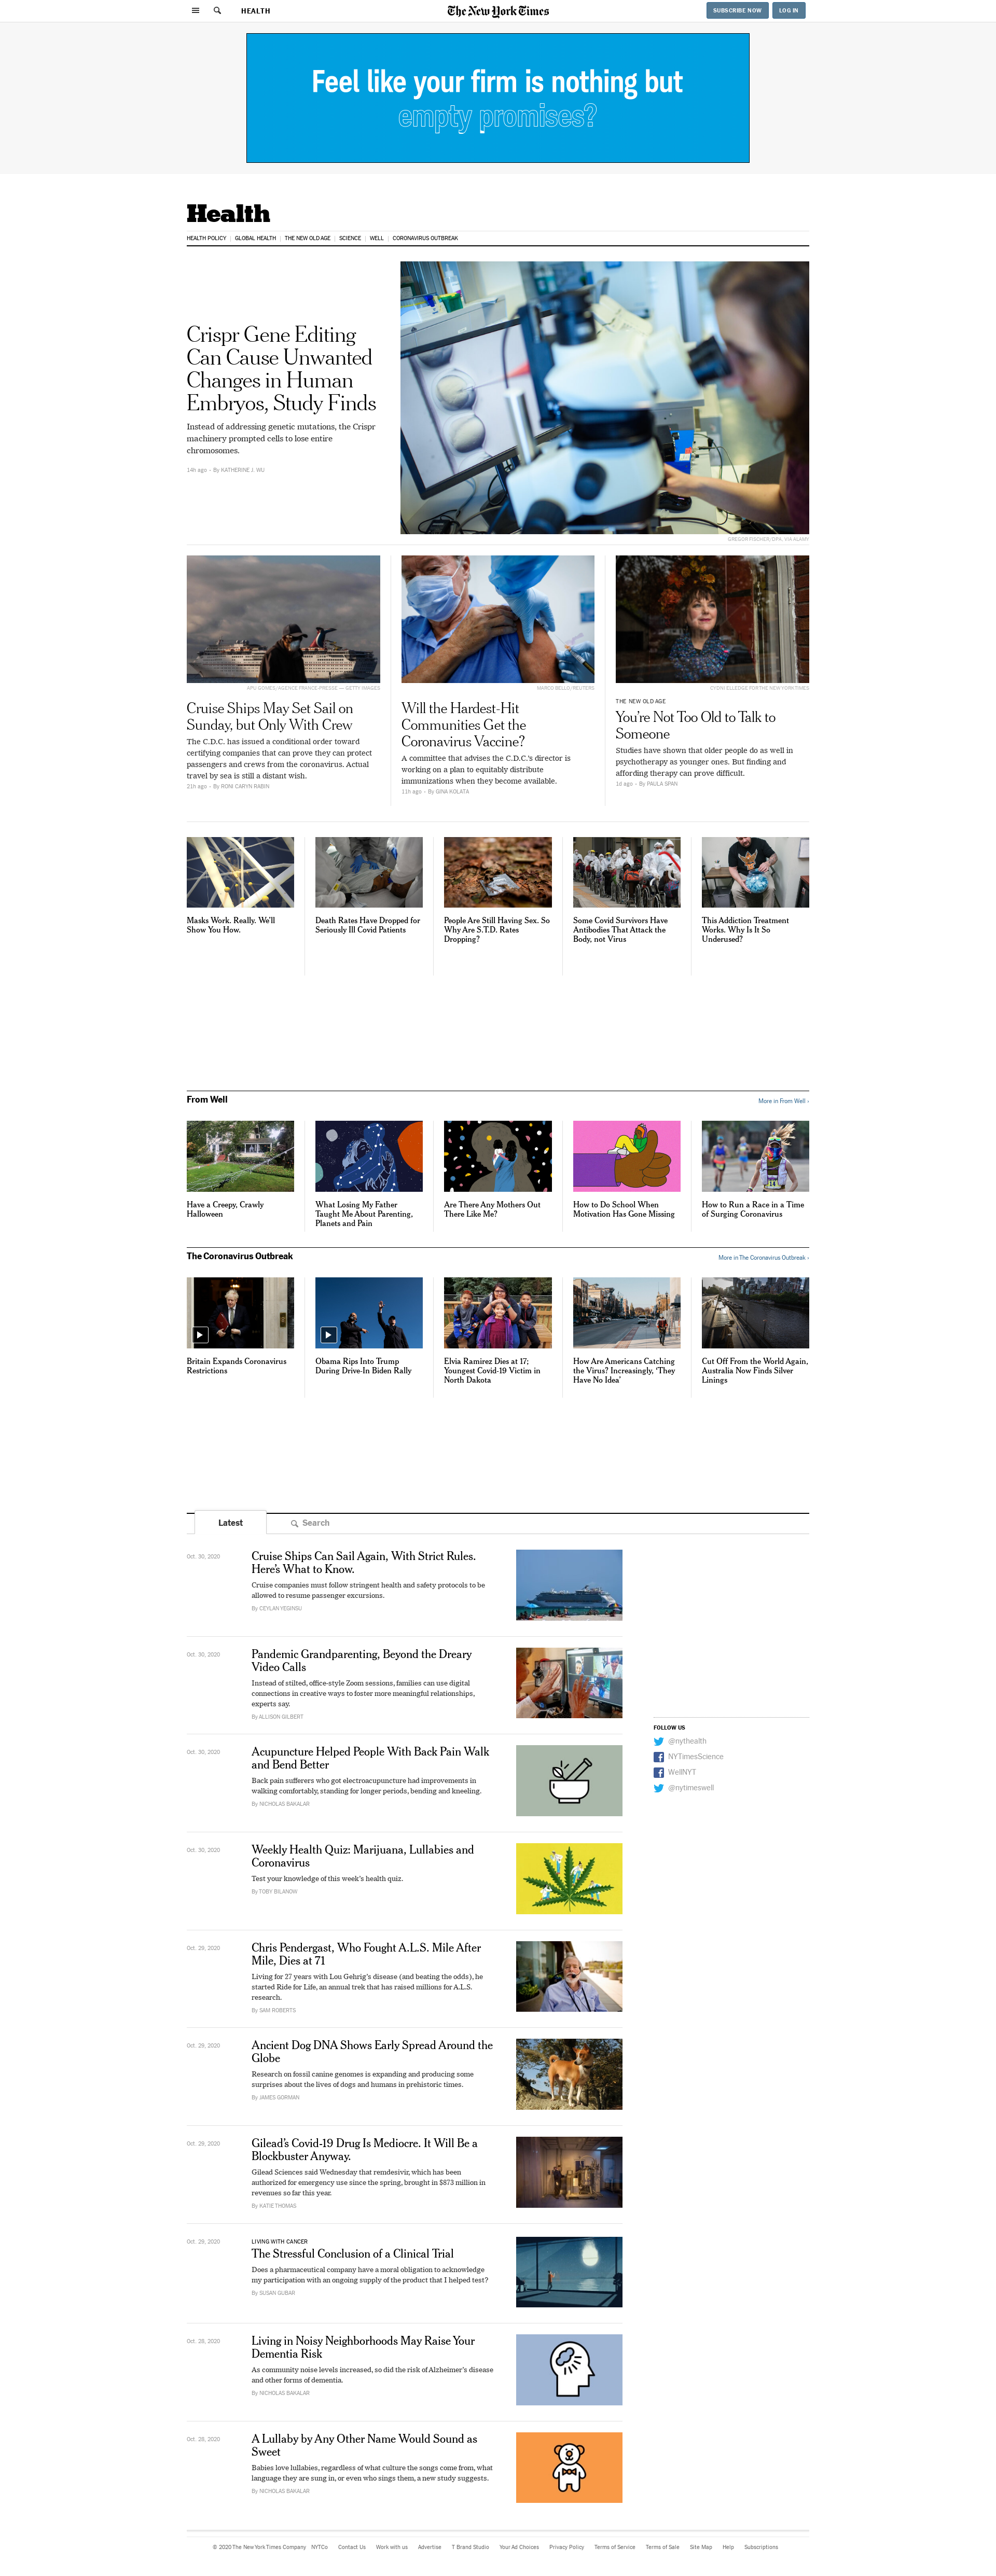 HEALTH
The New York Times
SUBSCRIBE NOW
LOG IN
Feel like your firm is nothing but
empty promises?
Health
HEALTH POLICY
GLOBAL HEALTH
THE NEW OLD AGE
SCIENCE
WELL
CORONAVIRUS OUTBREAK
Crispr Gene Editing
Can Cause Unwanted
Changes in Human
Embryos, Study Finds
Instead of addressing genetic mutations, the Crispr
machinery prompted cells to lose entire
chromosomes.
14h ago - By KATHERINE J. WU
GREGOR FISCHER/DPA, VIA ALAMY
APU GOMES/AGENCE FRANCE-PRESSE — GETTY IMAGES
Cruise Ships May Set Sail on
Sunday, but Only With Crew
The C.D.C. has issued a conditional order toward
certifying companies that can prove they can protect
passengers and crews from the coronavirus. Actual
travel by sea is still a distant wish.
21h ago - By RONI CARYN RABIN
MARCO BELLO/REUTERS
Will the Hardest-Hit
Communities Get the
Coronavirus Vaccine?
A committee that advises the C.D.C.'s director is
working on a plan to equitably distribute
immunizations when they become available.
11h ago - By GINA KOLATA
CYDNI ELLEDGE FOR THE NEW YORK TIMES
THE NEW OLD AGE
You're Not Too Old to Talk to
Someone
Studies have shown that older people do as well in
psychotherapy as younger ones. But finding and
affording therapy can prove difficult.
1d ago - By PAULA SPAN
Masks Work. Really. We'll
Show You How.
Death Rates Have Dropped for
Seriously Ill Covid Patients
People Are Still Having Sex. So
Why Are S.T.D. Rates
Dropping?
Some Covid Survivors Have
Antibodies That Attack the
Body, not Virus
This Addiction Treatment
Works. Why Is It So
Underused?
From Well
More in From Well ›
Have a Creepy, Crawly
Halloween
What Losing My Father
Taught Me About Parenting,
Planets and Pain
Are There Any Mothers Out
There Like Me?
How to Do School When
Motivation Has Gone Missing
How to Run a Race in a Time
of Surging Coronavirus
The Coronavirus Outbreak
More in The Coronavirus Outbreak ›
Britain Expands Coronavirus
Restrictions
Obama Rips Into Trump
During Drive-In Biden Rally
Elvia Ramirez Dies at 17;
Youngest Covid-19 Victim in
North Dakota
How Are Americans Catching
the Virus? Increasingly, 'They
Have No Idea'
Cut Off From the World Again,
Australia Now Finds Silver
Linings
Latest
Search
Oct. 30, 2020
Cruise Ships Can Sail Again, With Strict Rules.
Here's What to Know.
Cruise companies must follow stringent health and safety protocols to be
allowed to resume passenger excursions.
By CEYLAN YEGINSU
Oct. 30, 2020
Pandemic Grandparenting, Beyond the Dreary
Video Calls
Instead of stilted, office-style Zoom sessions, families can use digital
connections in creative ways to foster more meaningful relationships,
experts say.
By ALLISON GILBERT
FOLLOW US
@nythealth
NYTimesScience
WellNYT
@nytimeswell
Oct. 30, 2020
Acupuncture Helped People With Back Pain Walk
and Bend Better
Back pain sufferers who got electroacupuncture had improvements in
walking comfortably, standing for longer periods, bending and kneeling.
By NICHOLAS BAKALAR
Oct. 30, 2020
Weekly Health Quiz: Marijuana, Lullabies and
Coronavirus
Test your knowledge of this week's health quiz.
By TOBY BILANOW
Oct. 29, 2020
Chris Pendergast, Who Fought A.L.S. Mile After
Mile, Dies at 71
Living for 27 years with Lou Gehrig's disease (and beating the odds), he
started Ride for Life, an annual trek that has raised millions for A.L.S.
research.
By SAM ROBERTS
Oct. 29, 2020
Ancient Dog DNA Shows Early Spread Around the
Globe
Research on fossil canine genomes is expanding and producing some
surprises about the lives of dogs and humans in prehistoric times.
By JAMES GORMAN
Oct. 29, 2020
Gilead's Covid-19 Drug Is Mediocre. It Will Be a
Blockbuster Anyway.
Gilead Sciences said Wednesday that remdesivir, which has been
authorized for emergency use since the spring, brought in $873 million in
revenues so far this year.
By KATIE THOMAS
Oct. 29, 2020
LIVING WITH CANCER
The Stressful Conclusion of a Clinical Trial
Does a pharmaceutical company have a moral obligation to acknowledge
my participation with an ongoing supply of the product that I helped test?
By SUSAN GUBAR
Oct. 28, 2020
Living in Noisy Neighborhoods May Raise Your
Dementia Risk
As community noise levels increased, so did the risk of Alzheimer's disease
and other forms of dementia.
By NICHOLAS BAKALAR
Oct. 28, 2020
A Lullaby by Any Other Name Would Sound as
Sweet
Babies love lullabies, regardless of what culture the songs come from, what
language they are sung in, or even who sings them, a new study suggests.
By NICHOLAS BAKALAR
© 2020 The New York Times Company NYTCo Contact Us Work with us Advertise T Brand Studio Your Ad Choices Privacy Policy Terms of Service Terms of Sale Site Map Help Subscriptions